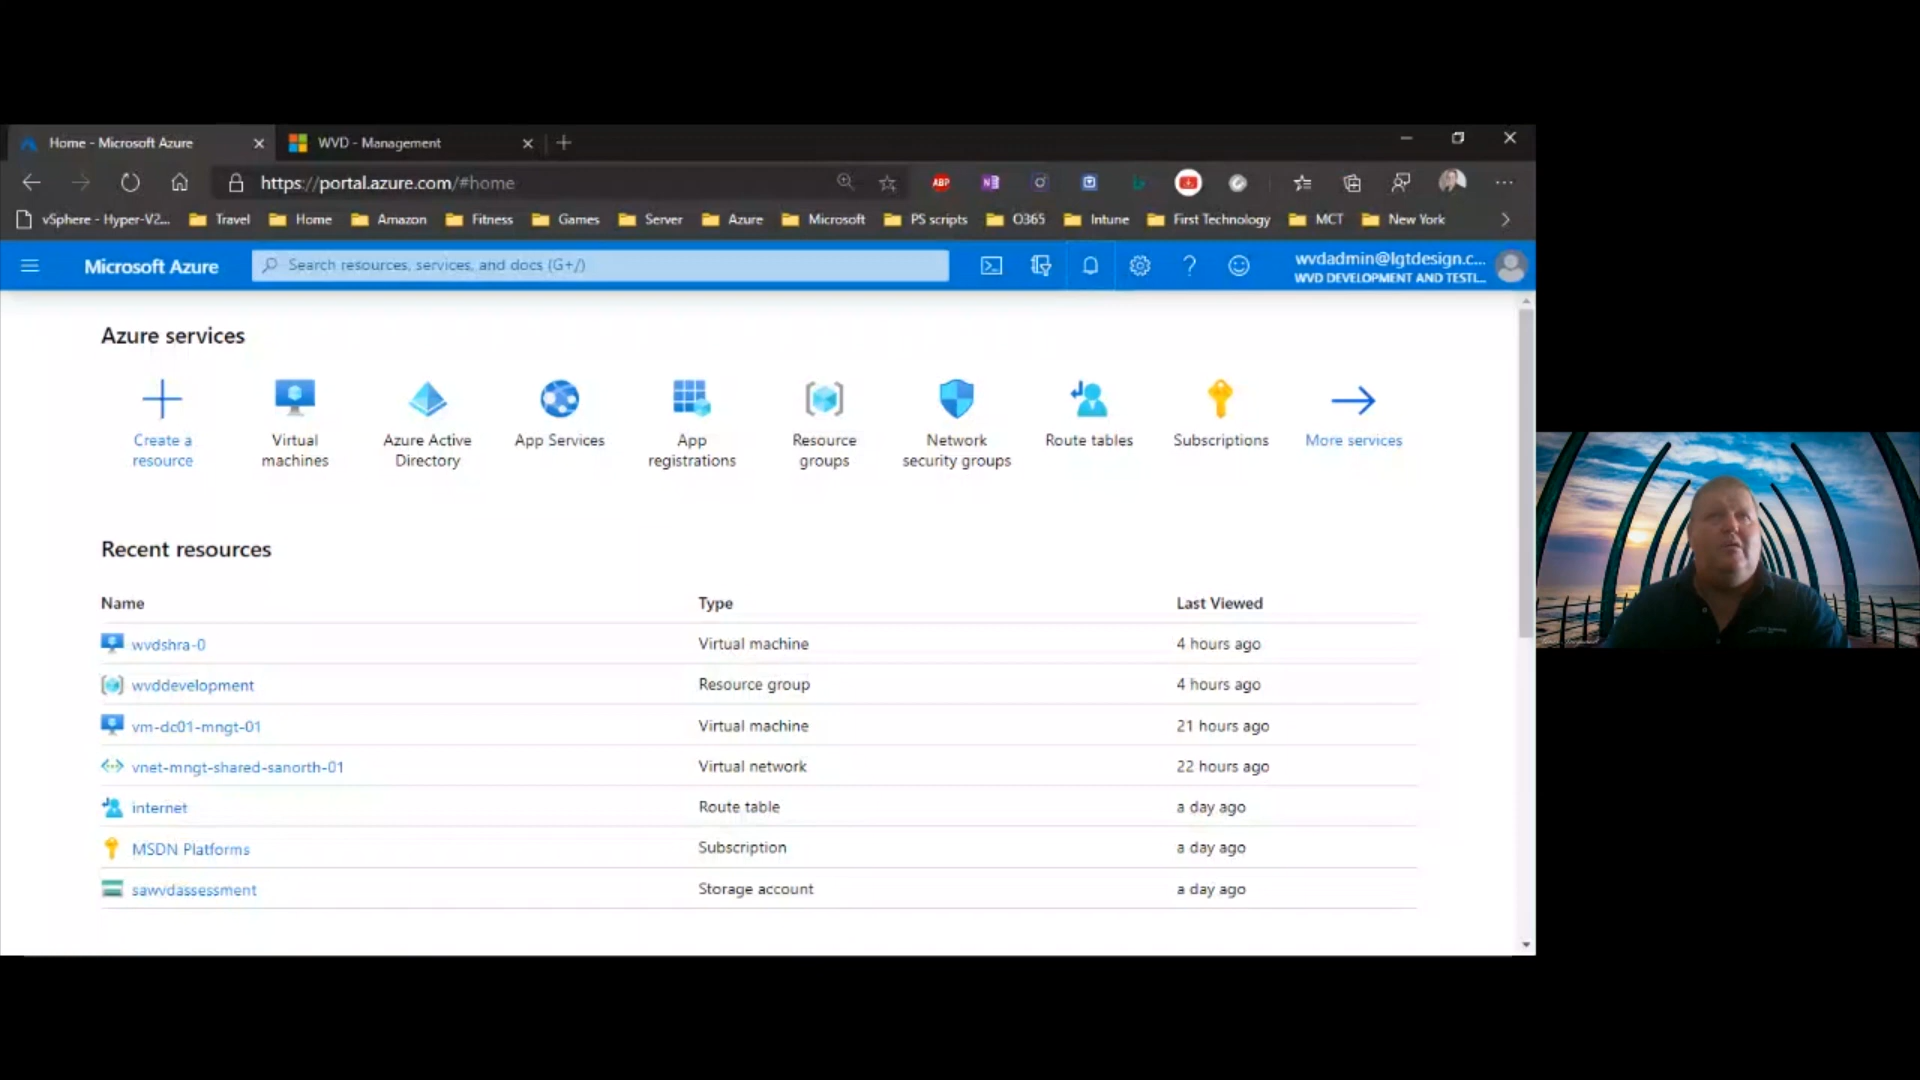 Home - Microsoft Azure
WVD - Management
https://portal.azure.com/#home
ABP
vSphere - Hyper-V2...
Travel
Home
Amazon
Fitness
Games
Server
Azure
Microsoft
PS scripts
O365
Intune
First Technology
MCT
New York
Microsoft Azure
Search resources, services, and docs (G+/)
wvdadmin@lgtdesign.c...
WVD DEVELOPMENT AND TESTI...
Azure services
Create a
resource
Virtual
machines
Azure Active
Directory
App Services
App
registrations
Resource
groups
Network
security groups
Route tables
Subscriptions
More services
Recent resources
Name
Type
Last Viewed
wvdshra-0
Virtual machine
4 hours ago
wvddevelopment
Resource group
4 hours ago
vm-dc01-mngt-01
Virtual machine
21 hours ago
vnet-mngt-shared-sanorth-01
Virtual network
22 hours ago
internet
Route table
a day ago
MSDN Platforms
Subscription
a day ago
sawvdassessment
Storage account
a day ago